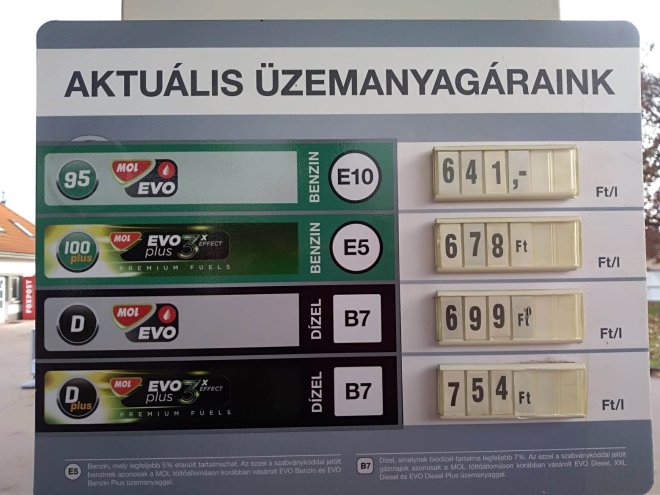 AKTUÁLIS ÜZEMANYAGÁRAINK
95 MOL EVO BENZIN E10 641,- Ft/l
100 plus MOL EVO plus 3X EFFECT PREMIUM FUELS BENZIN E5 678 Ft Ft/l
D MOL EVO DÍZEL B7 699 Ft Ft/l
D plus MOL EVO plus 3X EFFECT PREMIUM FUELS DÍZEL B7 754 Ft Ft/l
FOXPOST
E5 Benzin, mely legfeljebb 5% etanolt tartalmazhat. Az ezzel a szabványkóddal jelölt
benzinek azonosak a MOL töltőállomáson korábban vásárolt EVO Benzin és EVO
Benzin Plus üzemanyaggal.
B7 Dízel, amelynek biodízel-tartalma legfeljebb 7%. Az ezzel a szabványkóddal jelölt
gázolajok azonosak a MOL töltőállomáson korábban vásárolt EVO Diesel, XXL
Diesel és EVO Diesel Plus üzemanyaggal.